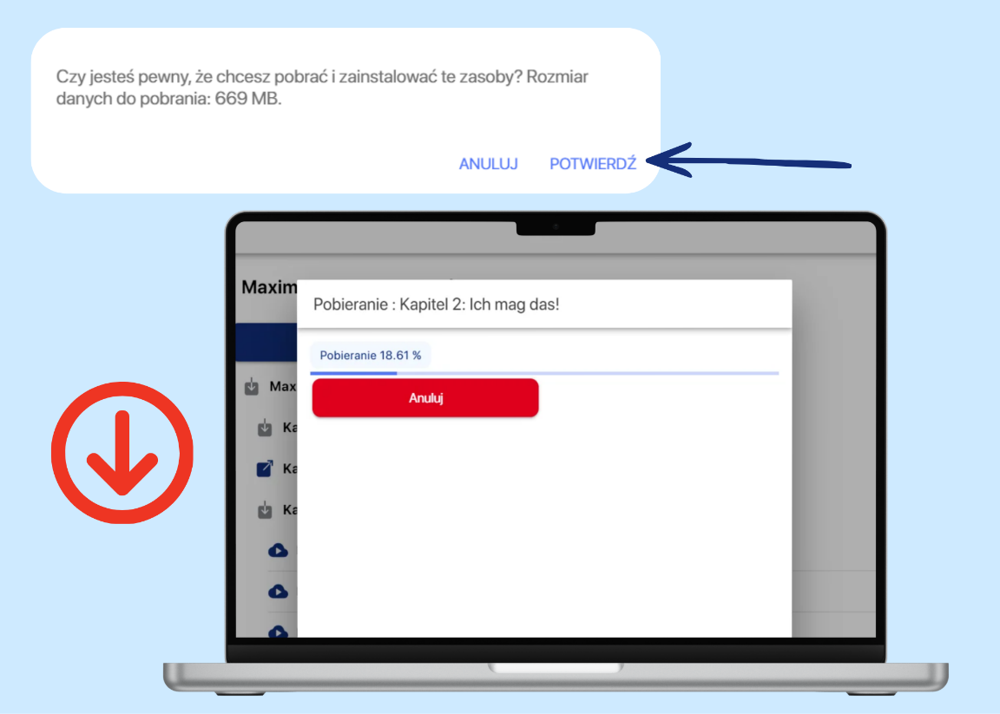 Czy jesteś pewny, że chcesz pobrać i zainstalować te zasoby? Rozmiar
danych do pobrania: 669 MB.
ANULUJ POTWIERDŹ
Maxim
Pobieranie : Kapitel 2: Ich mag das!
Pobieranie 18.61 %
Max
Anuluj
Ka
Ka
Ka